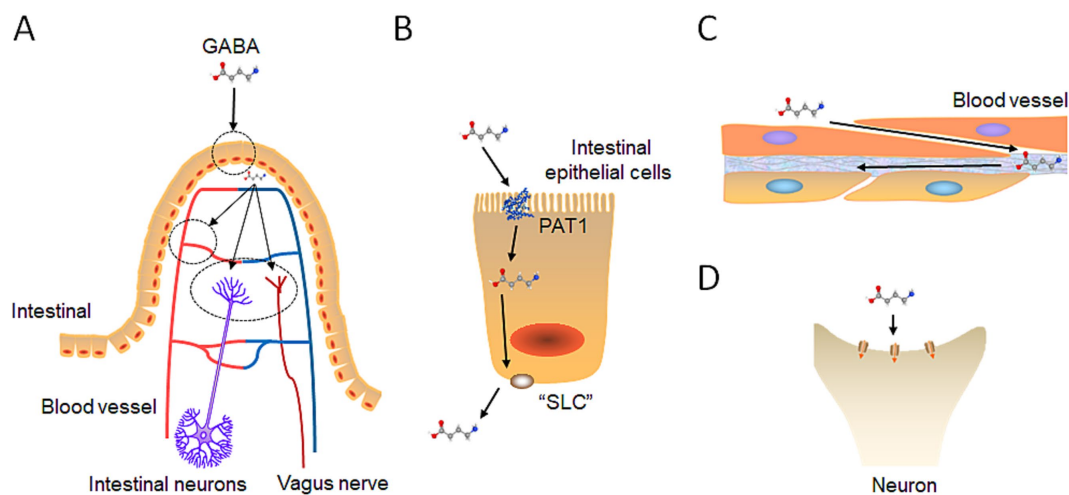 A
GABA
Intestinal
Blood vessel
Intestinal neurons
Vagus nerve
B
Intestinal
epithelial cells
PAT1
“SLC”
C
Blood vessel
D
Neuron